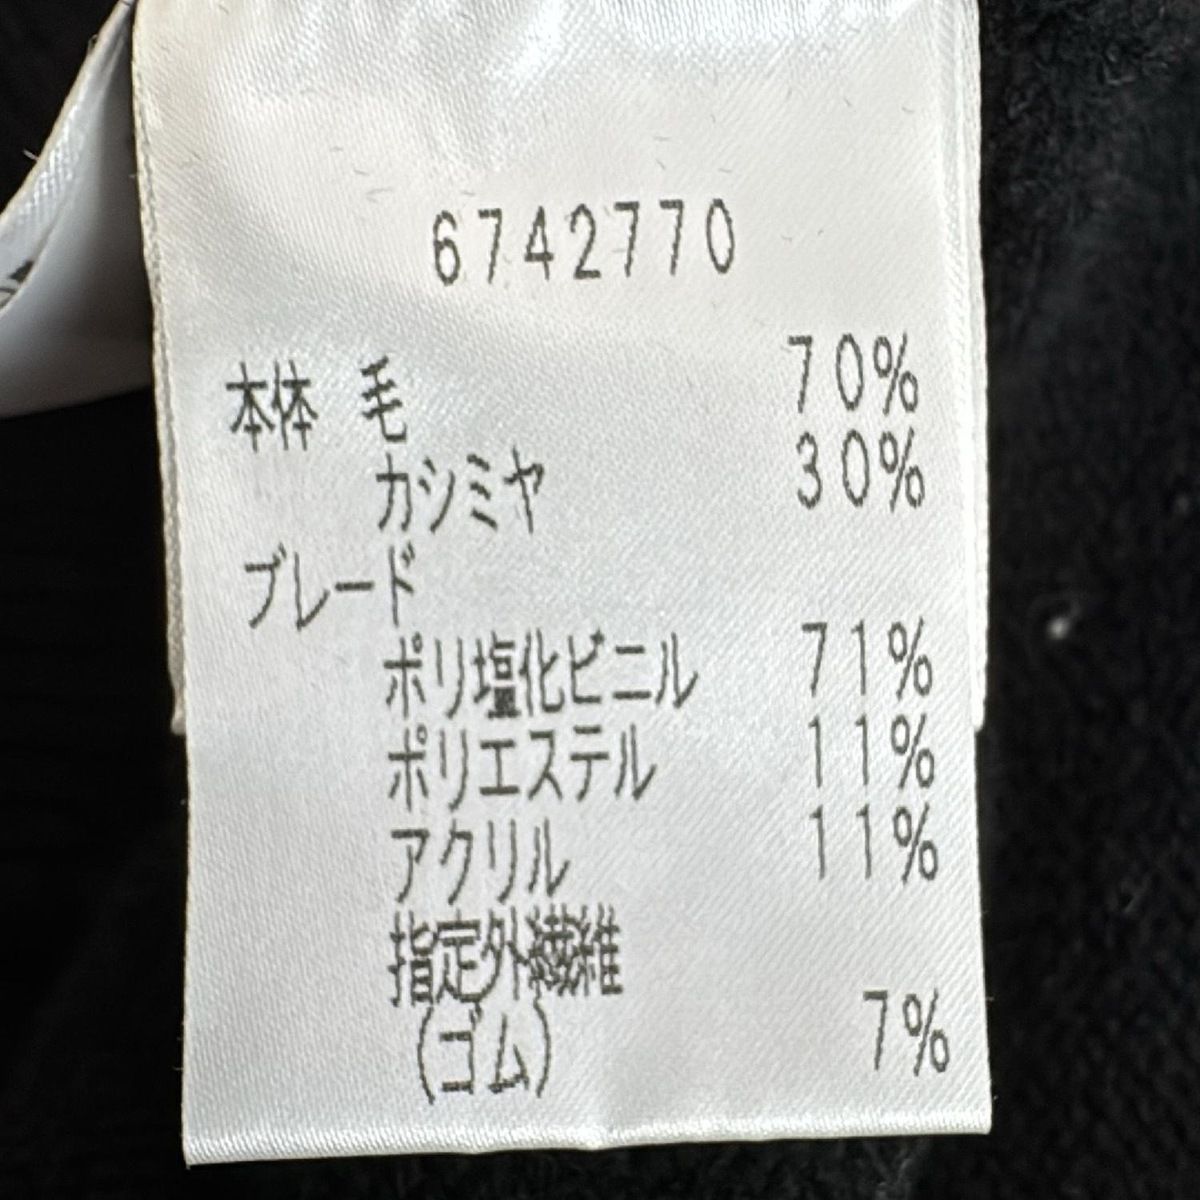 6742770
本体 毛 70%
カシミヤ 30%
ブレード
ポリ塩化ビニル 71%
ポリエステル 11%
アクリル 11%
指定外繊維
(ゴム) 7%